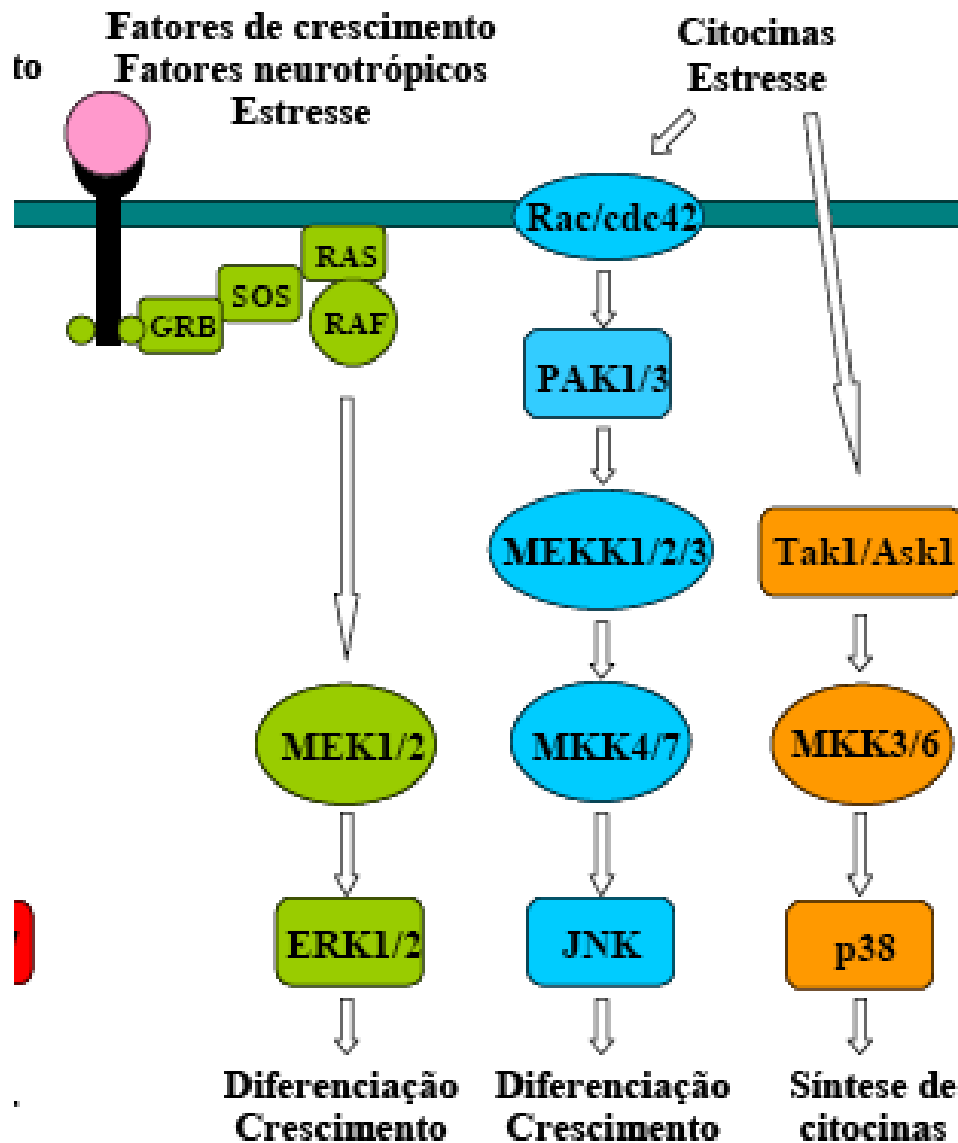 Fatores de crescimento
Fatores neurotrópicos
Estresse
Citocinas
Estresse
to
Rac/cdc42
RAS
SOS
GRB
RAF
PAK1/3
MEKK1/2/3
Tak1/Ask1
MEK1/2
MKK4/7
MKK3/6
ERK1/2
JNK
p38
Diferenciação
Crescimento
Diferenciação
Crescimento
Síntese de
citocinas
.